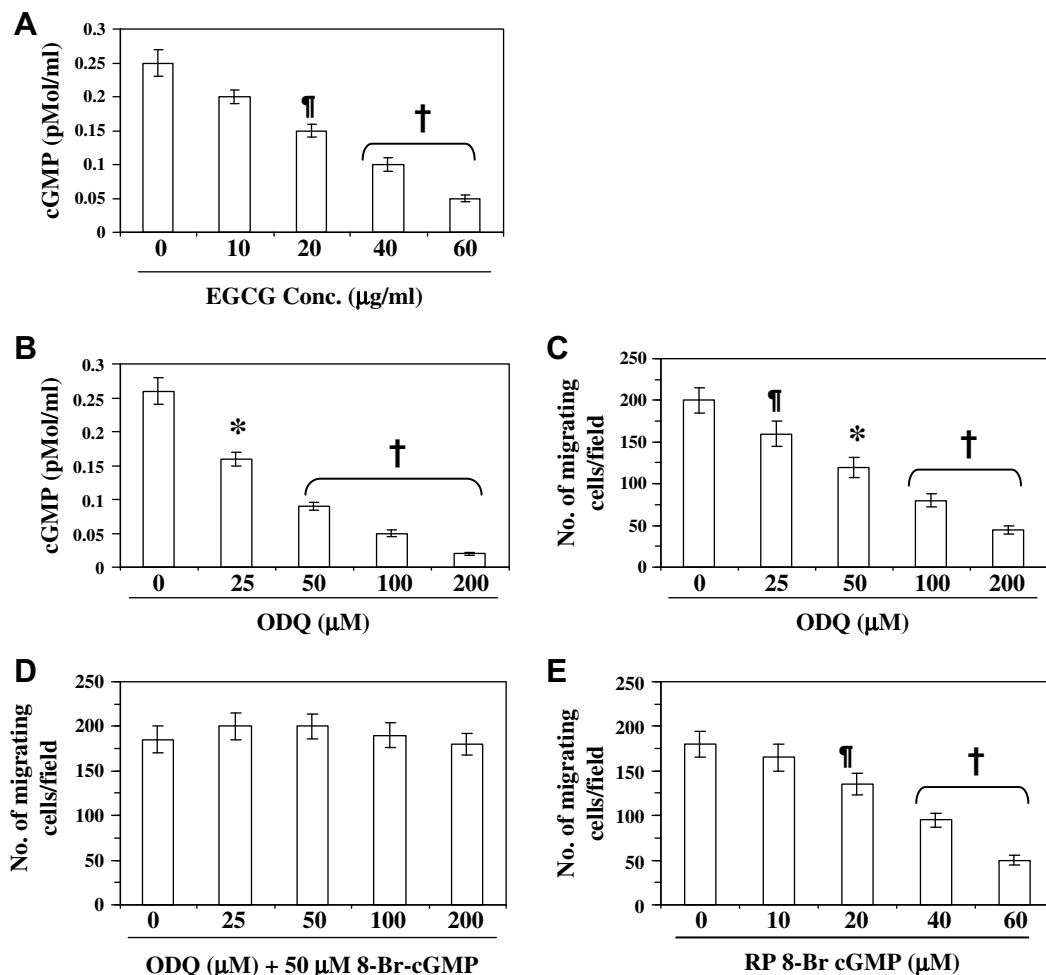 A
cGMP (pMol/ml)
0.3
0.25
0.2
0.15
0.1
0.05
0
¶
†
0 10 20 40 60
EGCG Conc. (µg/ml)
B
cGMP (pMol/ml)
0.3
0.25
0.2
0.15
0.1
0.05
0
*
†
0 25 50 100 200
ODQ (µM)
C
No. of migrating
cells/field
250
200
150
100
50
0
¶
*
†
0 25 50 100 200
ODQ (µM)
D
No. of migrating
cells/field
250
200
150
100
50
0
0 25 50 100 200
ODQ (µM) + 50 µM 8-Br-cGMP
E
No. of migrating
cells/field
250
200
150
100
50
0
¶
†
0 10 20 40 60
RP 8-Br cGMP (µM)